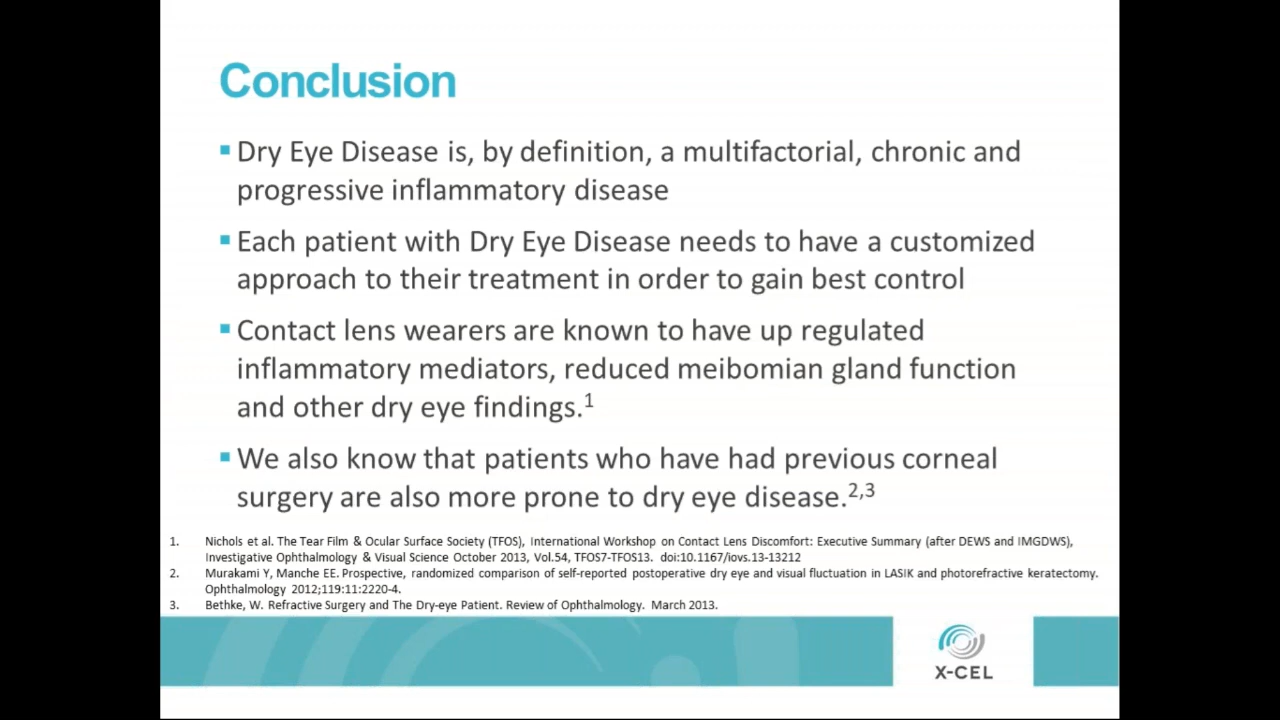 Conclusion
▪ Dry Eye Disease is, by definition, a multifactorial, chronic and
progressive inflammatory disease
▪ Each patient with Dry Eye Disease needs to have a customized
approach to their treatment in order to gain best control
▪ Contact lens wearers are known to have up regulated
inflammatory mediators, reduced meibomian gland function
and other dry eye findings.1
▪ We also know that patients who have had previous corneal
surgery are also more prone to dry eye disease.2,3
1. Nichols et al. The Tear Film & Ocular Surface Society (TFOS), International Workshop on Contact Lens Discomfort: Executive Summary (after DEWS and IMGDWS),
Investigative Ophthalmology & Visual Science October 2013, Vol.54, TFOS7-TFOS13. doi:10.1167/iovs.13-13212
2. Murakami Y, Manche EE. Prospective, randomized comparison of self-reported postoperative dry eye and visual fluctuation in LASIK and photorefractive keratectomy.
Ophthalmology 2012;119:11:2220-4.
3. Bethke, W. Refractive Surgery and The Dry-eye Patient. Review of Ophthalmology. March 2013.
X-CEL